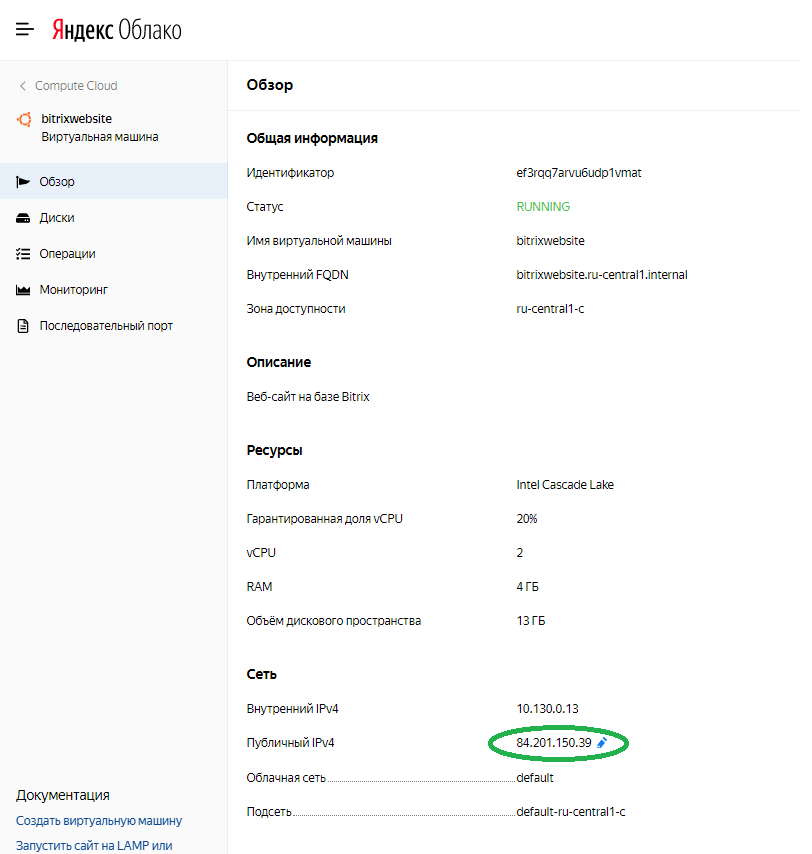 Яндекс Облако
Compute Cloud
bitrixwebsite
Виртуальная машина
Обзор
Диски
Операции
Мониторинг
Последовательный порт
Документация
Создать виртуальную машину
Запустить сайт на LAMP или
Обзор
Общая информация
Идентификатор ef3rqq7arvu6udp1vmat
Статус RUNNING
Имя виртуальной машины bitrixwebsite
Внутренний FQDN bitrixwebsite.ru-central1.internal
Зона доступности ru-central1-c
Описание
Веб-сайт на базе Bitrix
Ресурсы
Платформа Intel Cascade Lake
Гарантированная доля vCPU 20%
vCPU 2
RAM 4 ГБ
Объём дискового пространства 13 ГБ
Сеть
Внутренний IPv4 10.130.0.13
Публичный IPv4 84.201.150.39
Облачная сеть default
Подсеть default-ru-central1-c